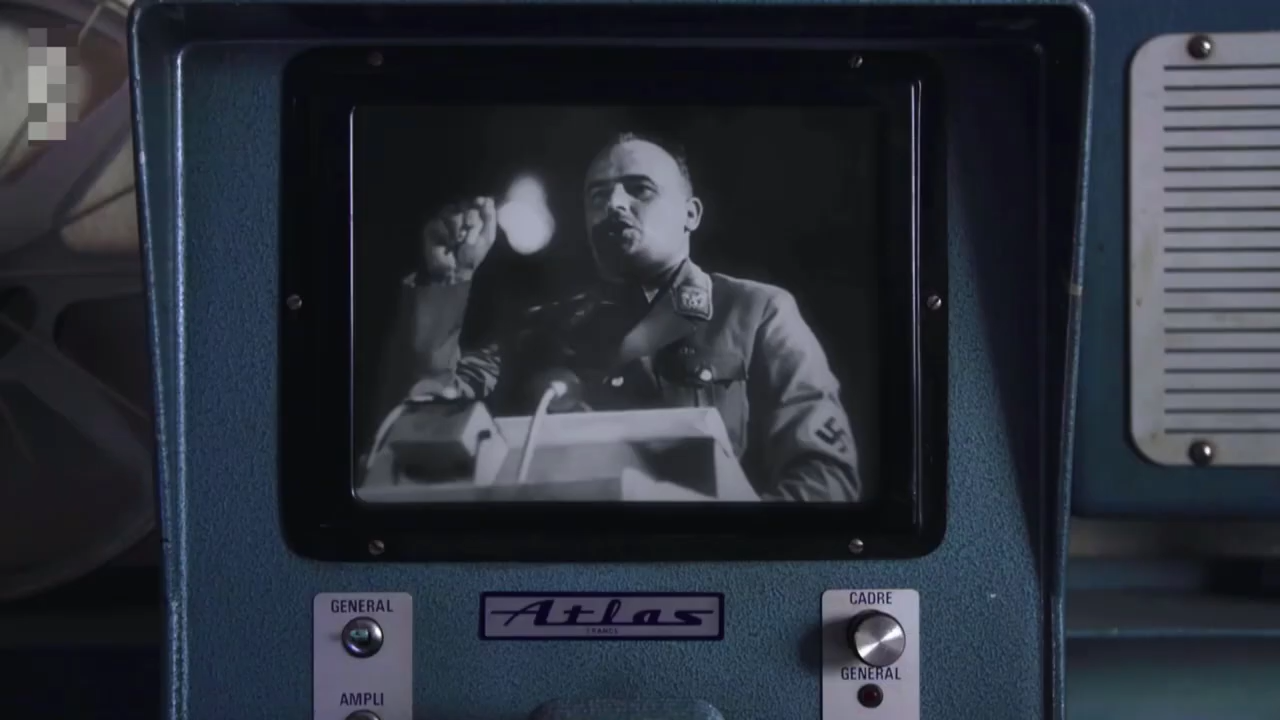 GENERAL
AMPLI
Atlas
FRANCE
CADRE
GENERAL